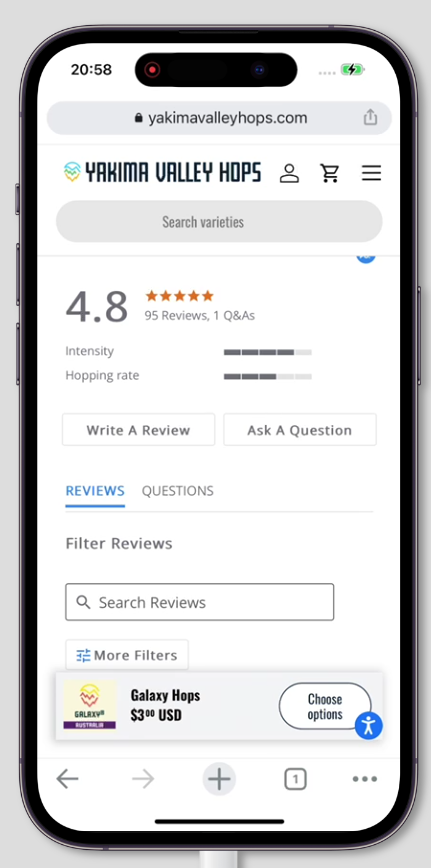 20:58
yakimavalleyhops.com
YAKIMA VALLEY HOPS
Search varieties
4.8
95 Reviews, 1 Q&As
Intensity
Hopping rate
Write A Review
Ask A Question
REVIEWS
QUESTIONS
Filter Reviews
Search Reviews
More Filters
GALAXY®
AUSTRALIA
Galaxy Hops
$3⁰⁰ USD
Choose
options
1